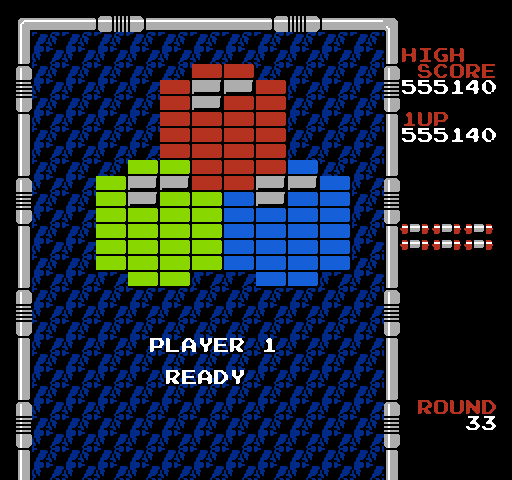 HIGH
SCORE
555140
1UP
555140
PLAYER 1
READY
ROUND
33